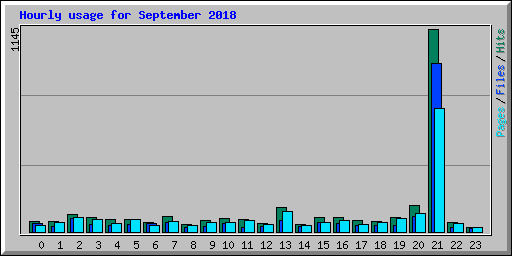 Hourly usage for September 2018
1145
Pages/Files/Hits
0 1 2 3 4 5 6 7 8 9 10 11 12 13 14 15 16 17 18 19 20 21 22 23